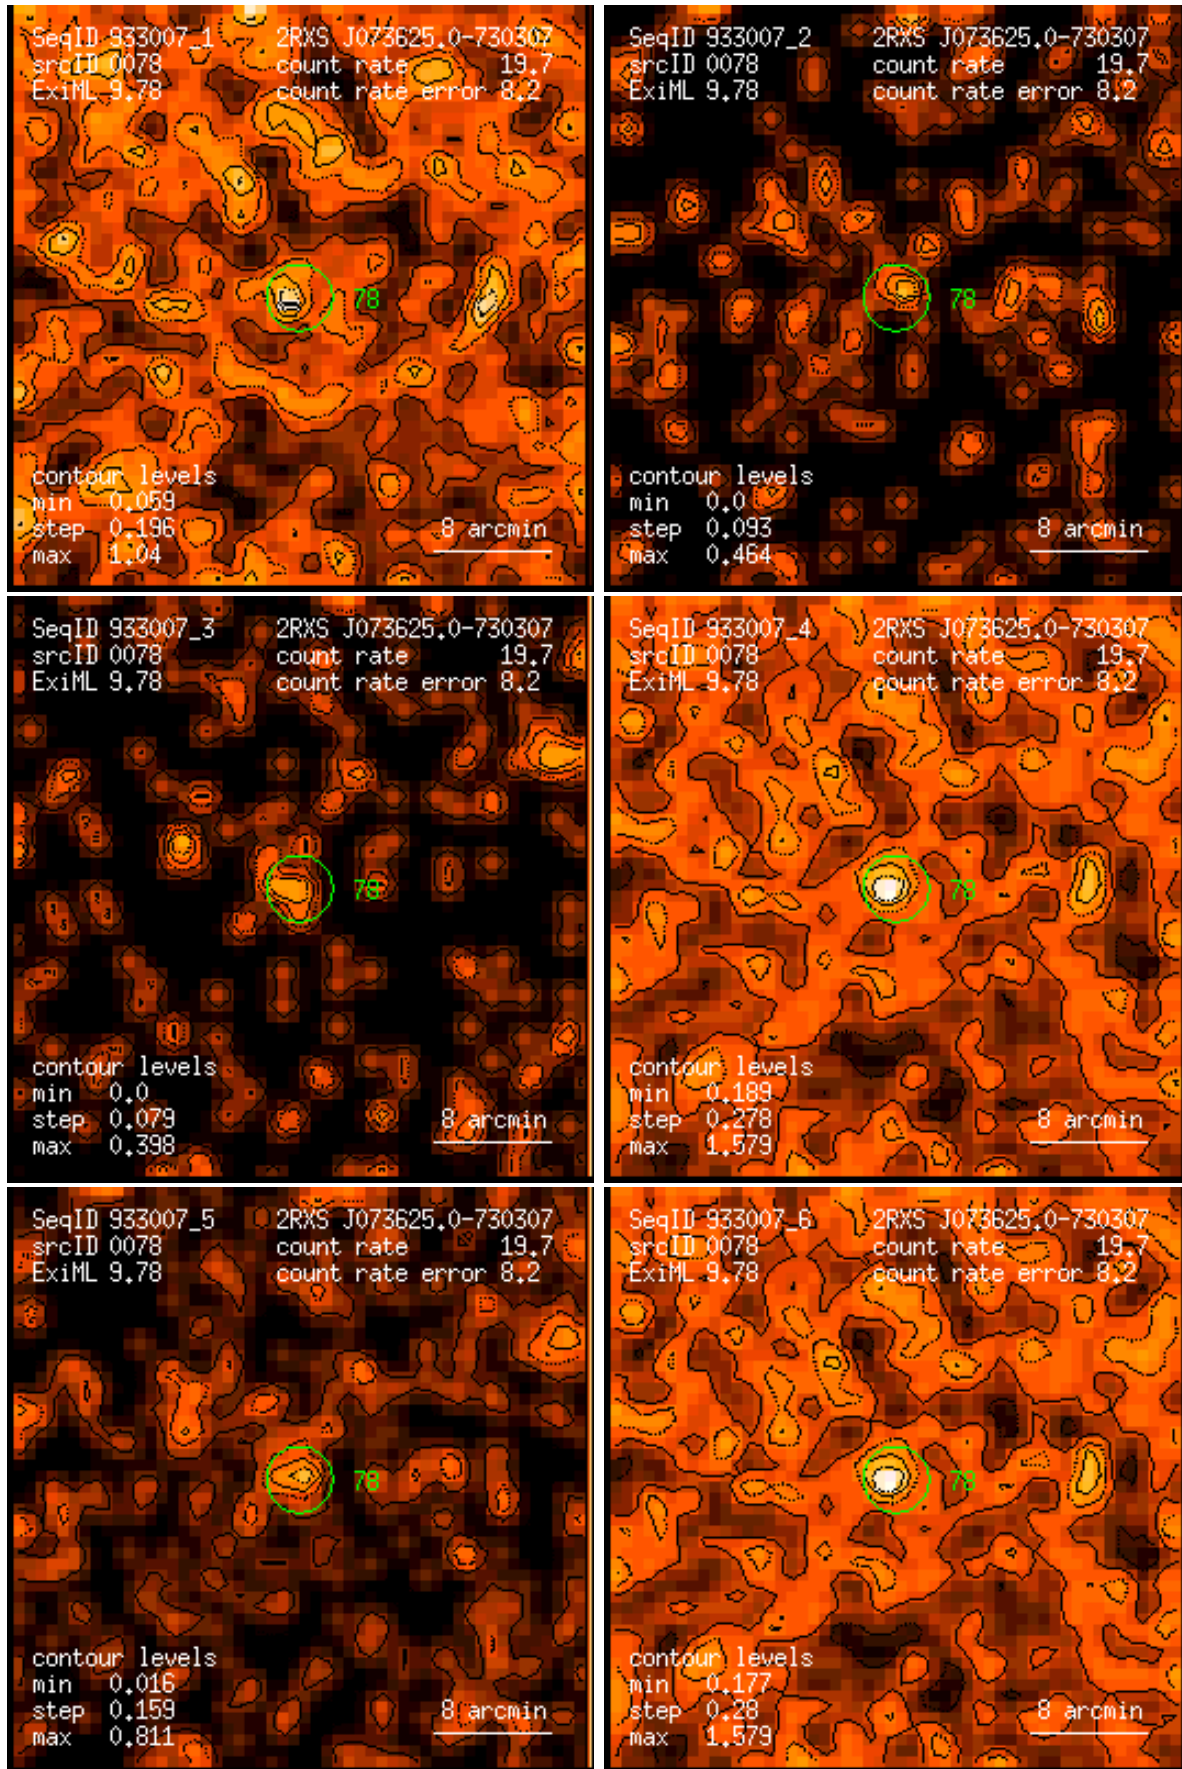 SeqID 933007_1 2RXS J073625.0-730307
srcID 0078 count rate 19.7
ExiML 9.78 count rate error 8.2
78
contour levels
min 0.059
step 0.196 8 arcmin
max 1.04
SeqID 933007_2 2RXS J073625.0-730307
srcID 0078 count rate 19.7
ExiML 9.78 count rate error 8.2
78
contour levels
min 0.0
step 0.093 8 arcmin
max 0.464
SeqID 933007_3 2RXS J073625.0-730307
srcID 0078 count rate 19.7
ExiML 9.78 count rate error 8.2
78
contour levels
min 0.0
step 0.079 8 arcmin
max 0.398
SeqID 933007_4 2RXS J073625.0-730307
srcID 0078 count rate 19.7
ExiML 9.78 count rate error 8.2
78
contour levels
min 0.189
step 0.278 8 arcmin
max 1.579
SeqID 933007_5 2RXS J073625.0-730307
srcID 0078 count rate 19.7
ExiML 9.78 count rate error 8.2
78
contour levels
min 0.016
step 0.159 8 arcmin
max 0.811
SeqID 933007_6 2RXS J073625.0-730307
srcID 0078 count rate 19.7
ExiML 9.78 count rate error 8.2
78
contour levels
min 0.177
step 0.28 8 arcmin
max 1.579